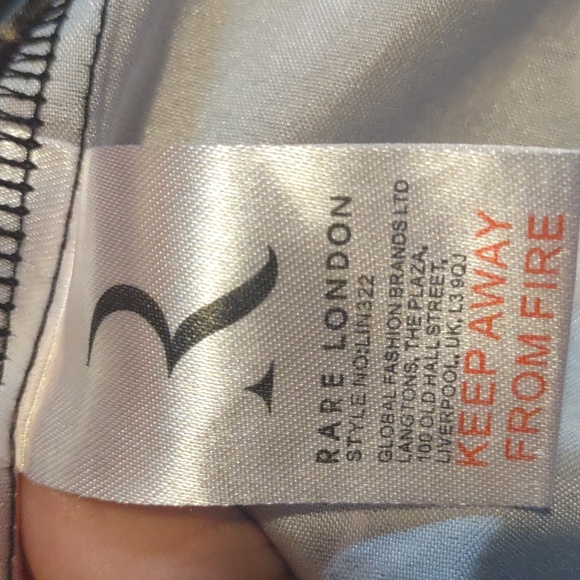 R
RARE LONDON
STYLE NO:LIN322
GLOBAL FASHION BRANDS LTD
LANGTONS, THE PLAZA,
100 OLD HALL STREET,
LIVERPOOL, UK, L3 9QJ
KEEP AWAY
FROM FIRE